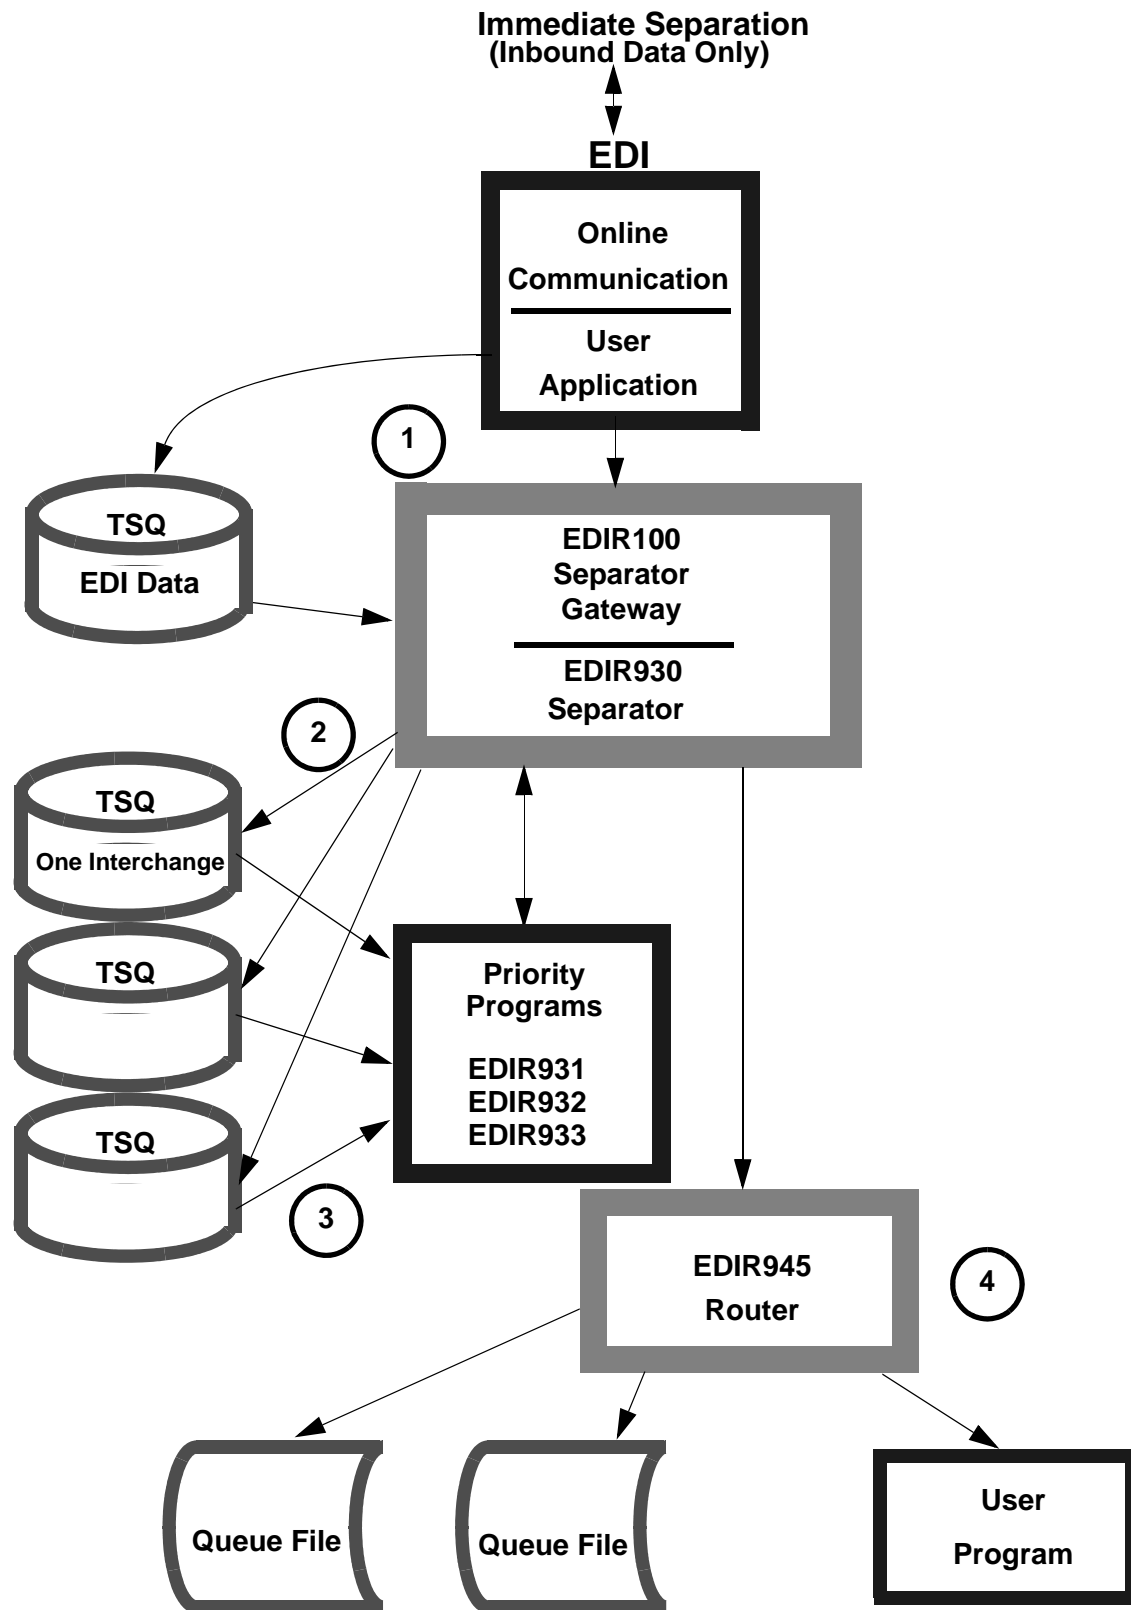 Immediate Separation
(Inbound Data Only)
EDI
Online
Communication
User
Application
1
TSQ
EDI Data
EDIR100
Separator
Gateway
EDIR930
Separator
2
TSQ
One Interchange
TSQ
Priority
Programs
EDIR931
EDIR932
EDIR933
TSQ
3
EDIR945
Router
4
Queue File
Queue File
User
Program